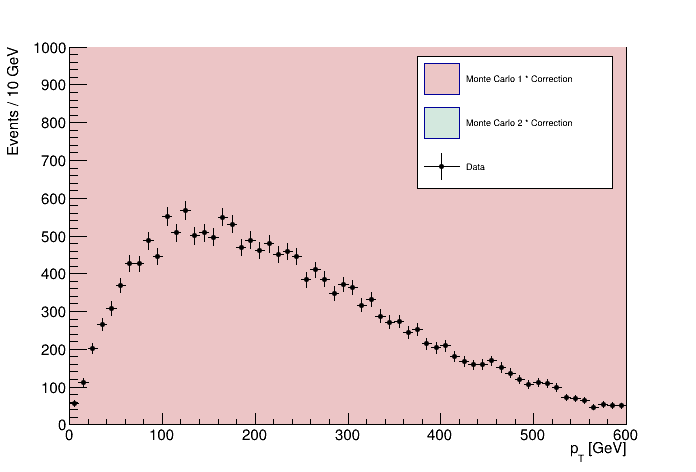 Events / 10 GeV
1000
900
800
700
600
500
400
300
200
100
0
Monte Carlo 1 * Correction
Monte Carlo 2 * Correction
Data
0 100 200 300 400 500 600
p_T [GeV]